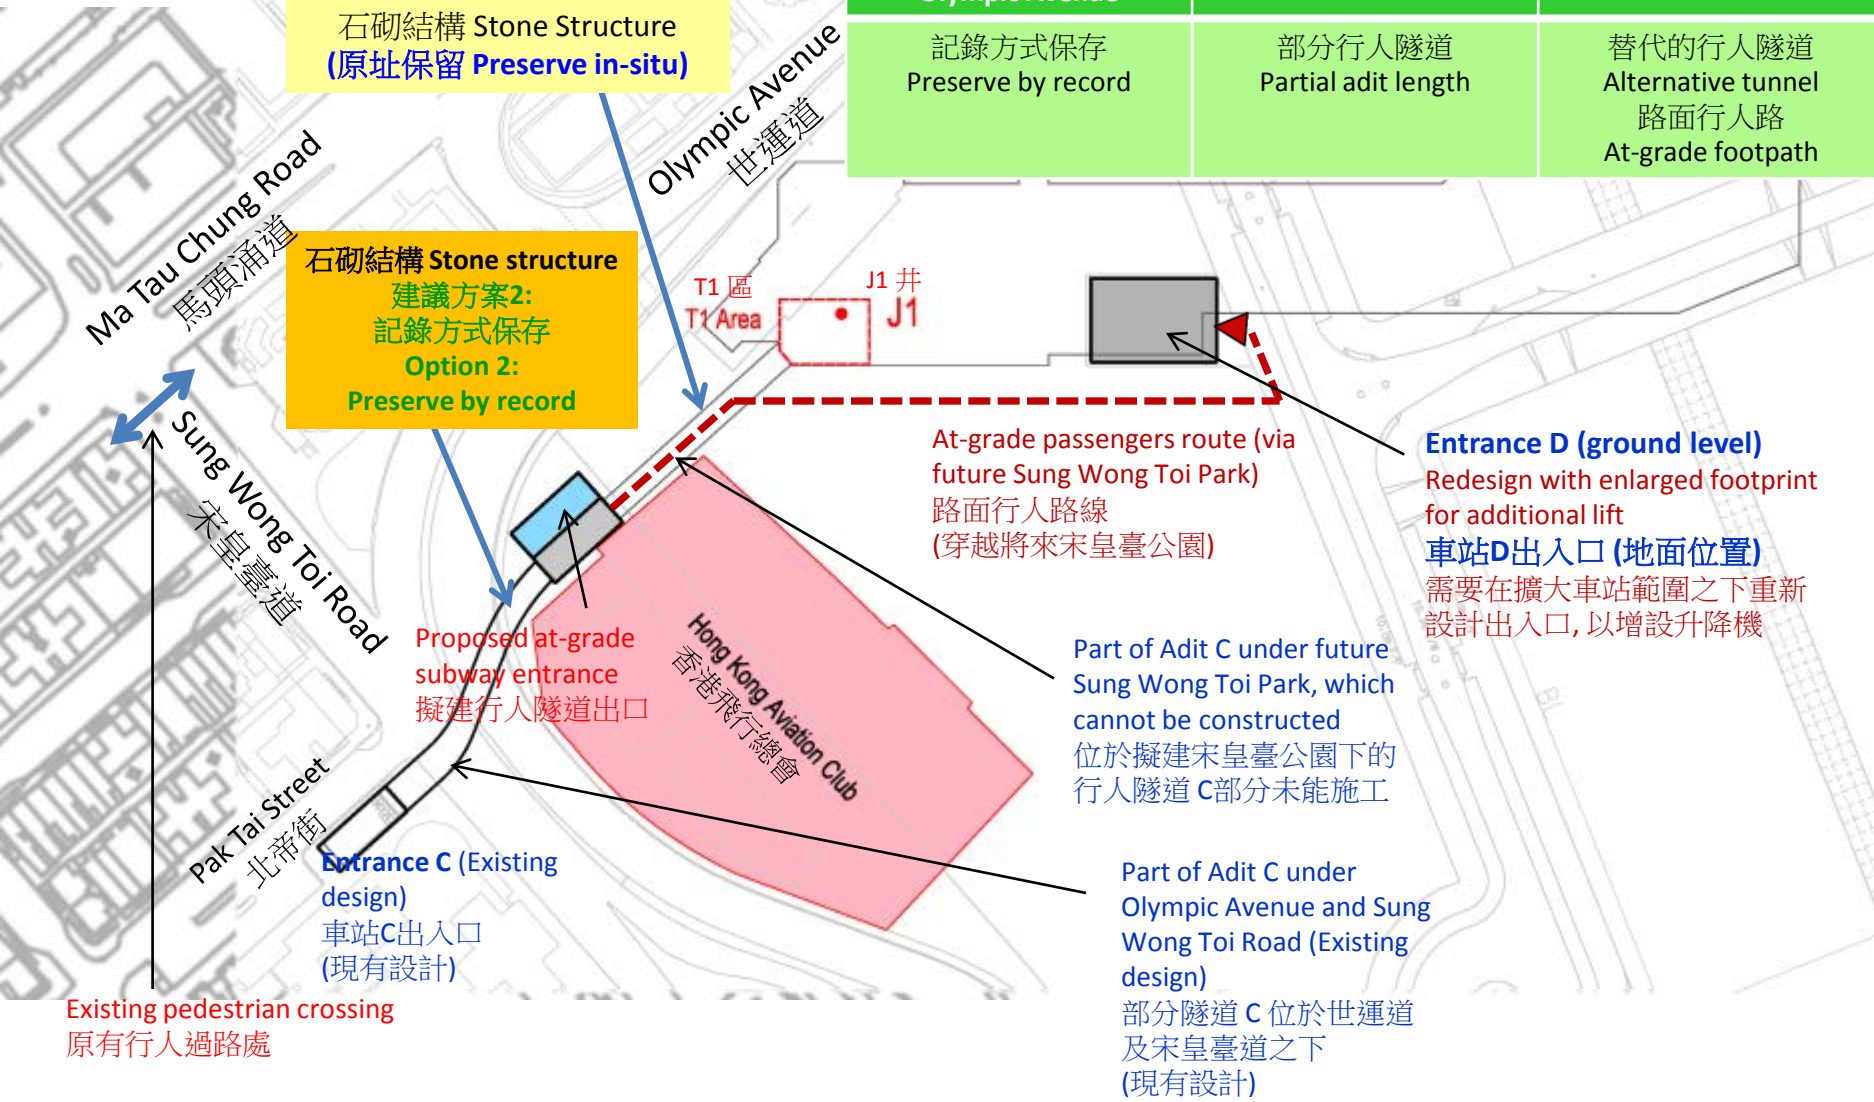 Olympic Avenue
石砌結構 Stone Structure
(原址保留 Preserve in-situ)
記錄方式保存
Preserve by record
部分行人隧道
Partial adit length
替代的行人隧道
Alternative tunnel
路面行人路
At-grade footpath
Olympic Avenue
世運道
Ma Tau Chung Road
馬頭涌道
石砌結構 Stone structure
建議方案2:
記錄方式保存
Option 2:
Preserve by record
T1 區
T1 Area
J1 井
J1
Sung Wong Toi Road
宋皇臺道
At-grade passengers route (via
future Sung Wong Toi Park)
路面行人路線
(穿越將來宋皇臺公園)
Entrance D (ground level)
Redesign with enlarged footprint
for additional lift
車站D出入口 (地面位置)
需要在擴大車站範圍之下重新
設計出入口, 以增設升降機
Proposed at-grade
subway entrance
擬建行人隧道出口
Hong Kong Aviation Club
香港飛行總會
Part of Adit C under future
Sung Wong Toi Park, which
cannot be constructed
位於擬建宋皇臺公園下的
行人隧道 C部分未能施工
Pak Tai Street
北帝街
Entrance C (Existing
design)
車站C出入口
(現有設計)
Part of Adit C under
Olympic Avenue and Sung
Wong Toi Road (Existing
design)
部分隧道 C 位於世運道
及宋皇臺道之下
(現有設計)
Existing pedestrian crossing
原有行人過路處